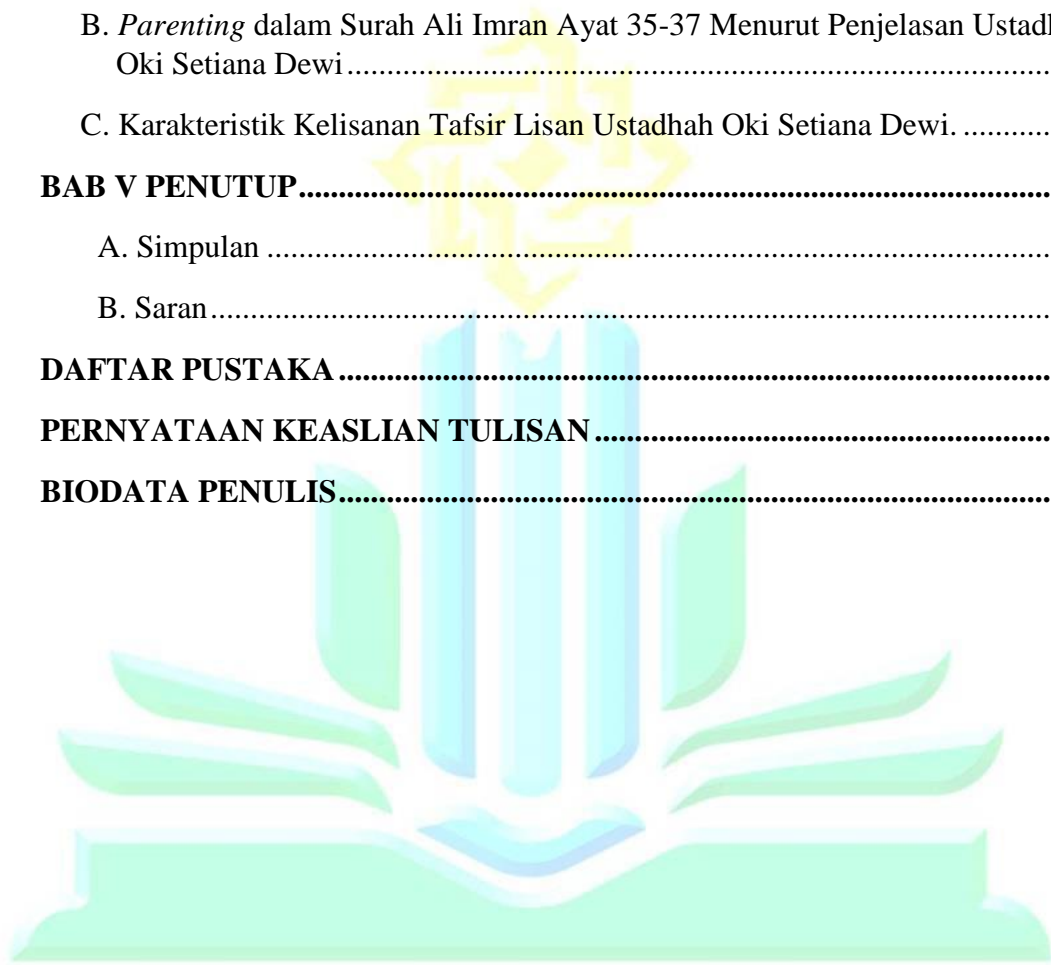 B. Parenting dalam Surah Ali Imran Ayat 35-37 Menurut Penjelasan
Oki Setiana Dewi ........................................................................................
C. Karakteristik Kelisanan Tafsir Lisan Ustadhah Oki Setiana Dewi. ...........
BAB V PENUTUP................................................................................................
A. Simpulan ..................................................................................................
B. Saran.........................................................................................................
DAFTAR PUSTAKA ...........................................................................................
PERNYATAAN KEASLIAN TULISAN ...........................................................
BIODATA PENULIS...........................................................................................